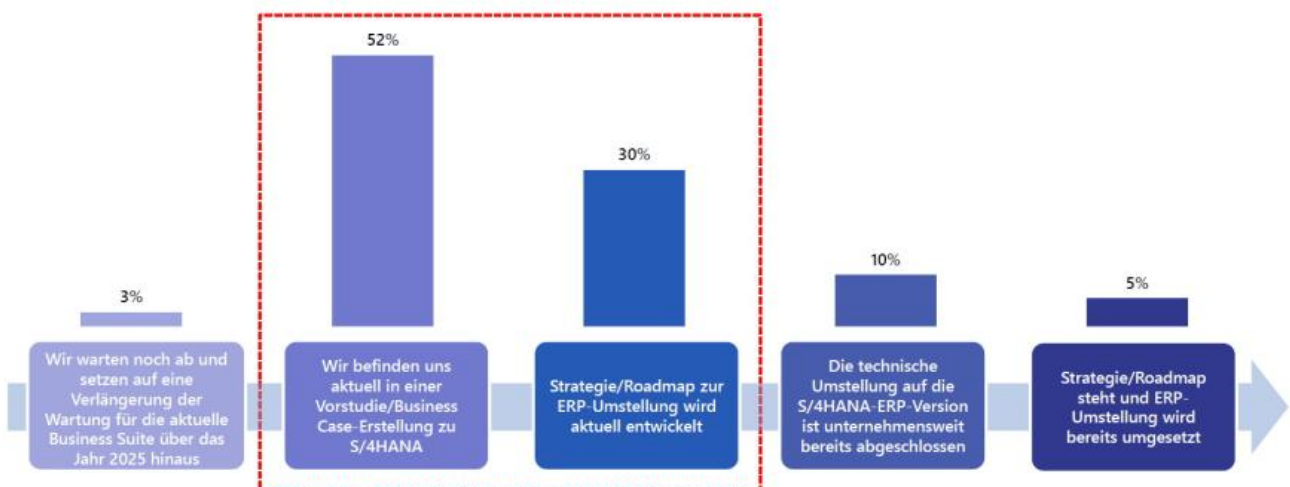 52%
30%
10%
5%
3%
Wir warten noch ab und
setzen auf eine
Verlängerung der
Wartung für die aktuelle
Business Suite über das
Jahr 2025 hinaus
Wir befinden uns
aktuell in einer
Vorstudie/Business
Case-Erstellung zu
S/4HANA
Strategie/Roadmap zur
ERP-Umstellung wird
aktuell entwickelt
Die technische
Umstellung auf die
S/4HANA-ERP-Version
ist unternehmensweit
bereits abgeschlossen
Strategie/Roadmap
steht und ERP-
Umstellung wird
bereits umgesetzt